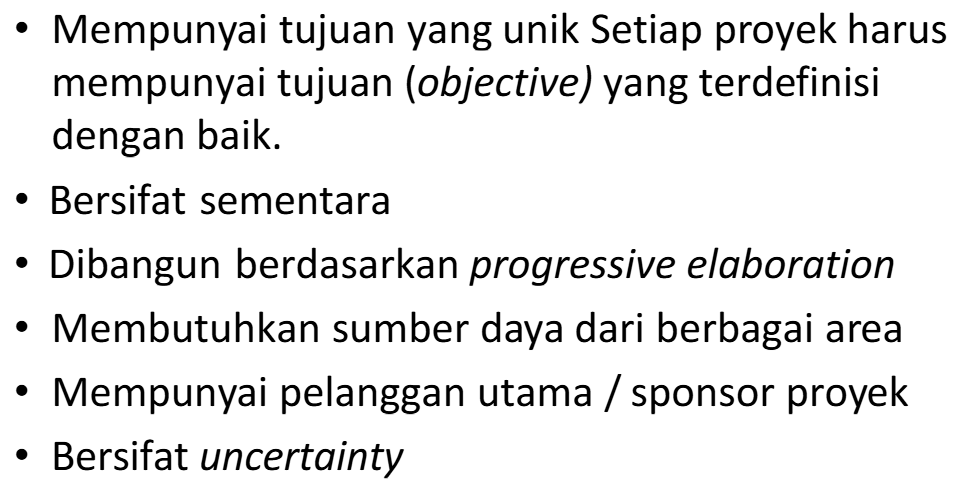 • Mempunyai tujuan yang unik Setiap proyek harus
mempunyai tujuan (objective) yang terdefinisi
dengan baik.
• Bersifat sementara
• Dibangun berdasarkan progressive elaboration
• Membutuhkan sumber daya dari berbagai area
• Mempunyai pelanggan utama / sponsor proyek
• Bersifat uncertainty